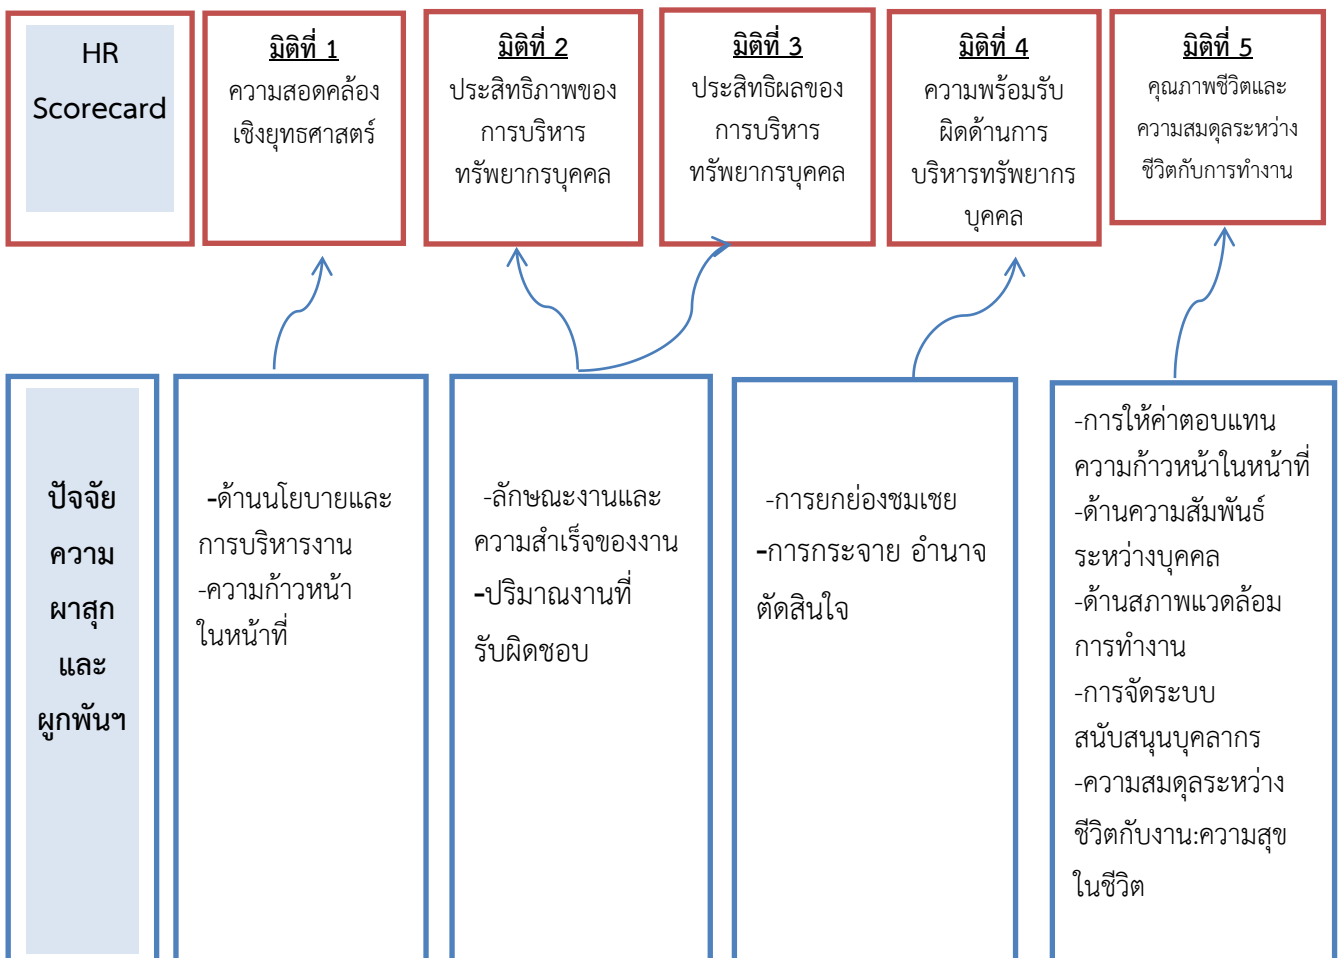 HR
Scorecard
มิติที่ 1
ความสอดคล้อง
เชิงยุทธศาสตร์
มิติที่ 2
ประสิทธิภาพของ
การบริหาร
ทรัพยากรบุคคล
มิติที่ 3
ประสิทธิผลของ
การบริหาร
ทรัพยากรบุคคล
มิติที่ 4
ความพร้อมรับ
ผิดด้านการ
บริหารทรัพยากร
บุคคล
มิติที่ 5
คุณภาพชีวิตและ
ความสมดุลระหว่าง
ชีวิตกับการทำงาน
ปัจจัย
ความ
ผาสุก
และ
ผูกพันฯ
-ด้านนโยบายและ
การบริหารงาน
-ความก้าวหน้า
ในหน้าที่
-ลักษณะงานและ
ความสำเร็จของงาน
-ปริมาณงานที่
รับผิดชอบ
-การยกย่องชมเชย
-การกระจาย อำนาจ
ตัดสินใจ
-การให้ค่าตอบแทน
ความก้าวหน้าในหน้าที่
-ด้านความสัมพันธ์
ระหว่างบุคคล
-ด้านสภาพแวดล้อม
การทำงาน
-การจัดระบบ
สนับสนุนบุคลากร
-ความสมดุลระหว่าง
ชีวิตกับงาน:ความสุข
ในชีวิต